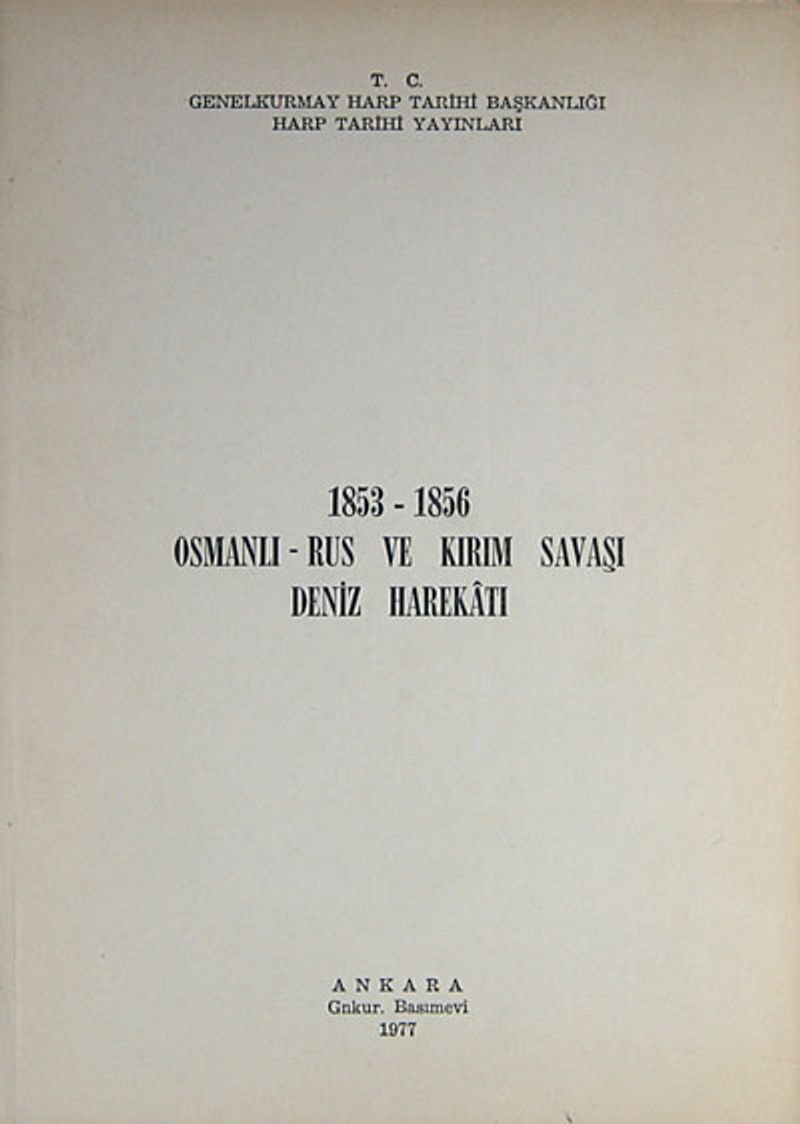 T. C.
GENELKURMAY HARP TARİHİ BAŞKANLIĞI
HARP TARİHİ YAYINLARI
1853 - 1856
OSMANLI - RUS VE KIRIM SAVAŞI
DENİZ HAREKÂTI
ANKARA
Gnkur. Basımevi
1977